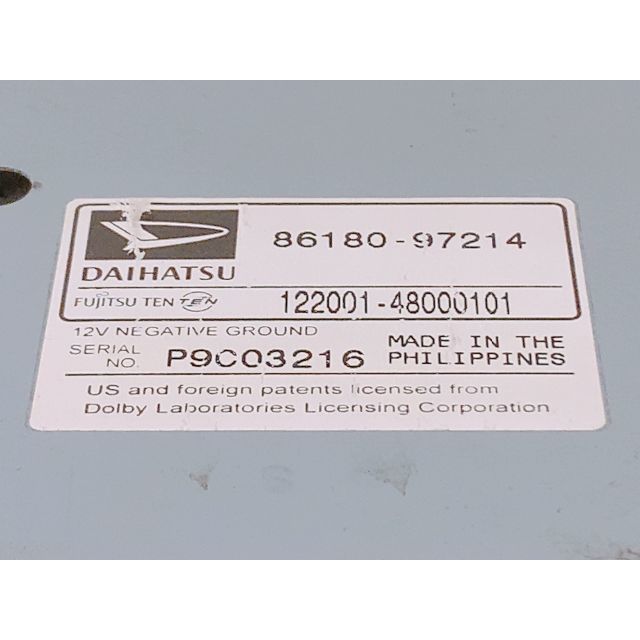 86180-97214
DAIHATSU
FUJITSU TEN TEN 122001-48000101
12V NEGATIVE GROUND
SERIAL NO. P9C03216
MADE IN THE PHILIPPINES
US and foreign patents licensed from
Dolby Laboratories Licensing Corporation